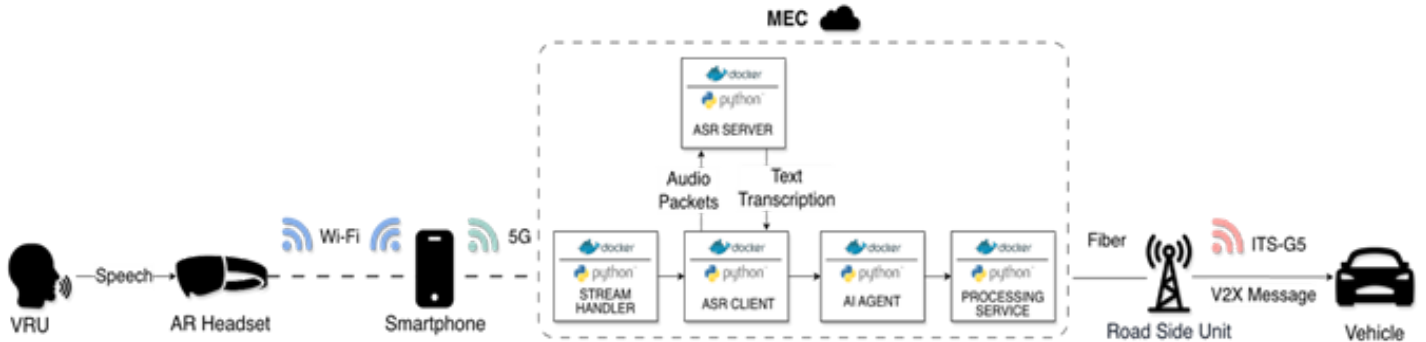 MEC
docker
python
ASR SERVER
Audio
Packets
Text
Transcription
Speech
Wi-Fi
5G
docker
python
STREAM
HANDLER
docker
python
ASR CLIENT
docker
python
AI AGENT
docker
python
PROCESSING
SERVICE
Fiber
ITS-G5
V2X Message
VRU
AR Headset
Smartphone
Road Side Unit
Vehicle